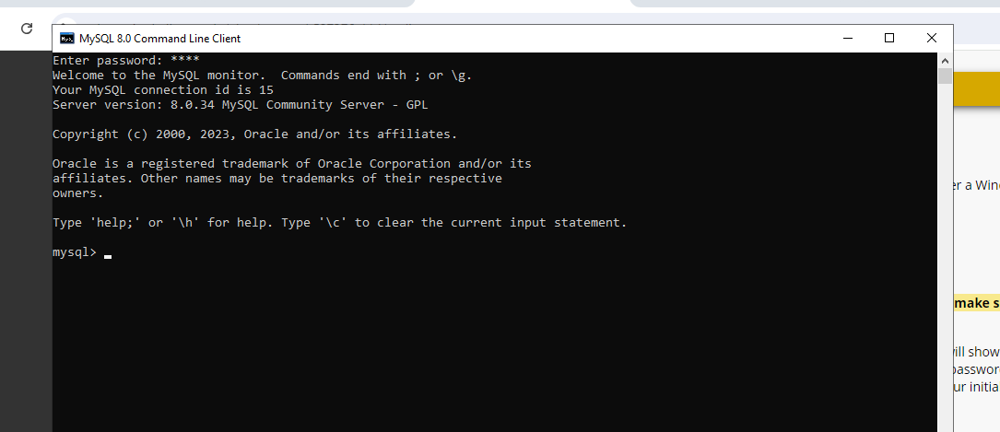 MySQL 8.0 Command Line Client
Enter password: ****
Welcome to the MySQL monitor.  Commands end with ; or \g.
Your MySQL connection id is 15
Server version: 8.0.34 MySQL Community Server - GPL
Copyright (c) 2000, 2023, Oracle and/or its affiliates.
Oracle is a registered trademark of Oracle Corporation and/or its
affiliates. Other names may be trademarks of their respective
owners.
Type 'help;' or '\h' for help. Type '\c' to clear the current input statement.
mysql>
er a Win
make s
will show
password
ur initia